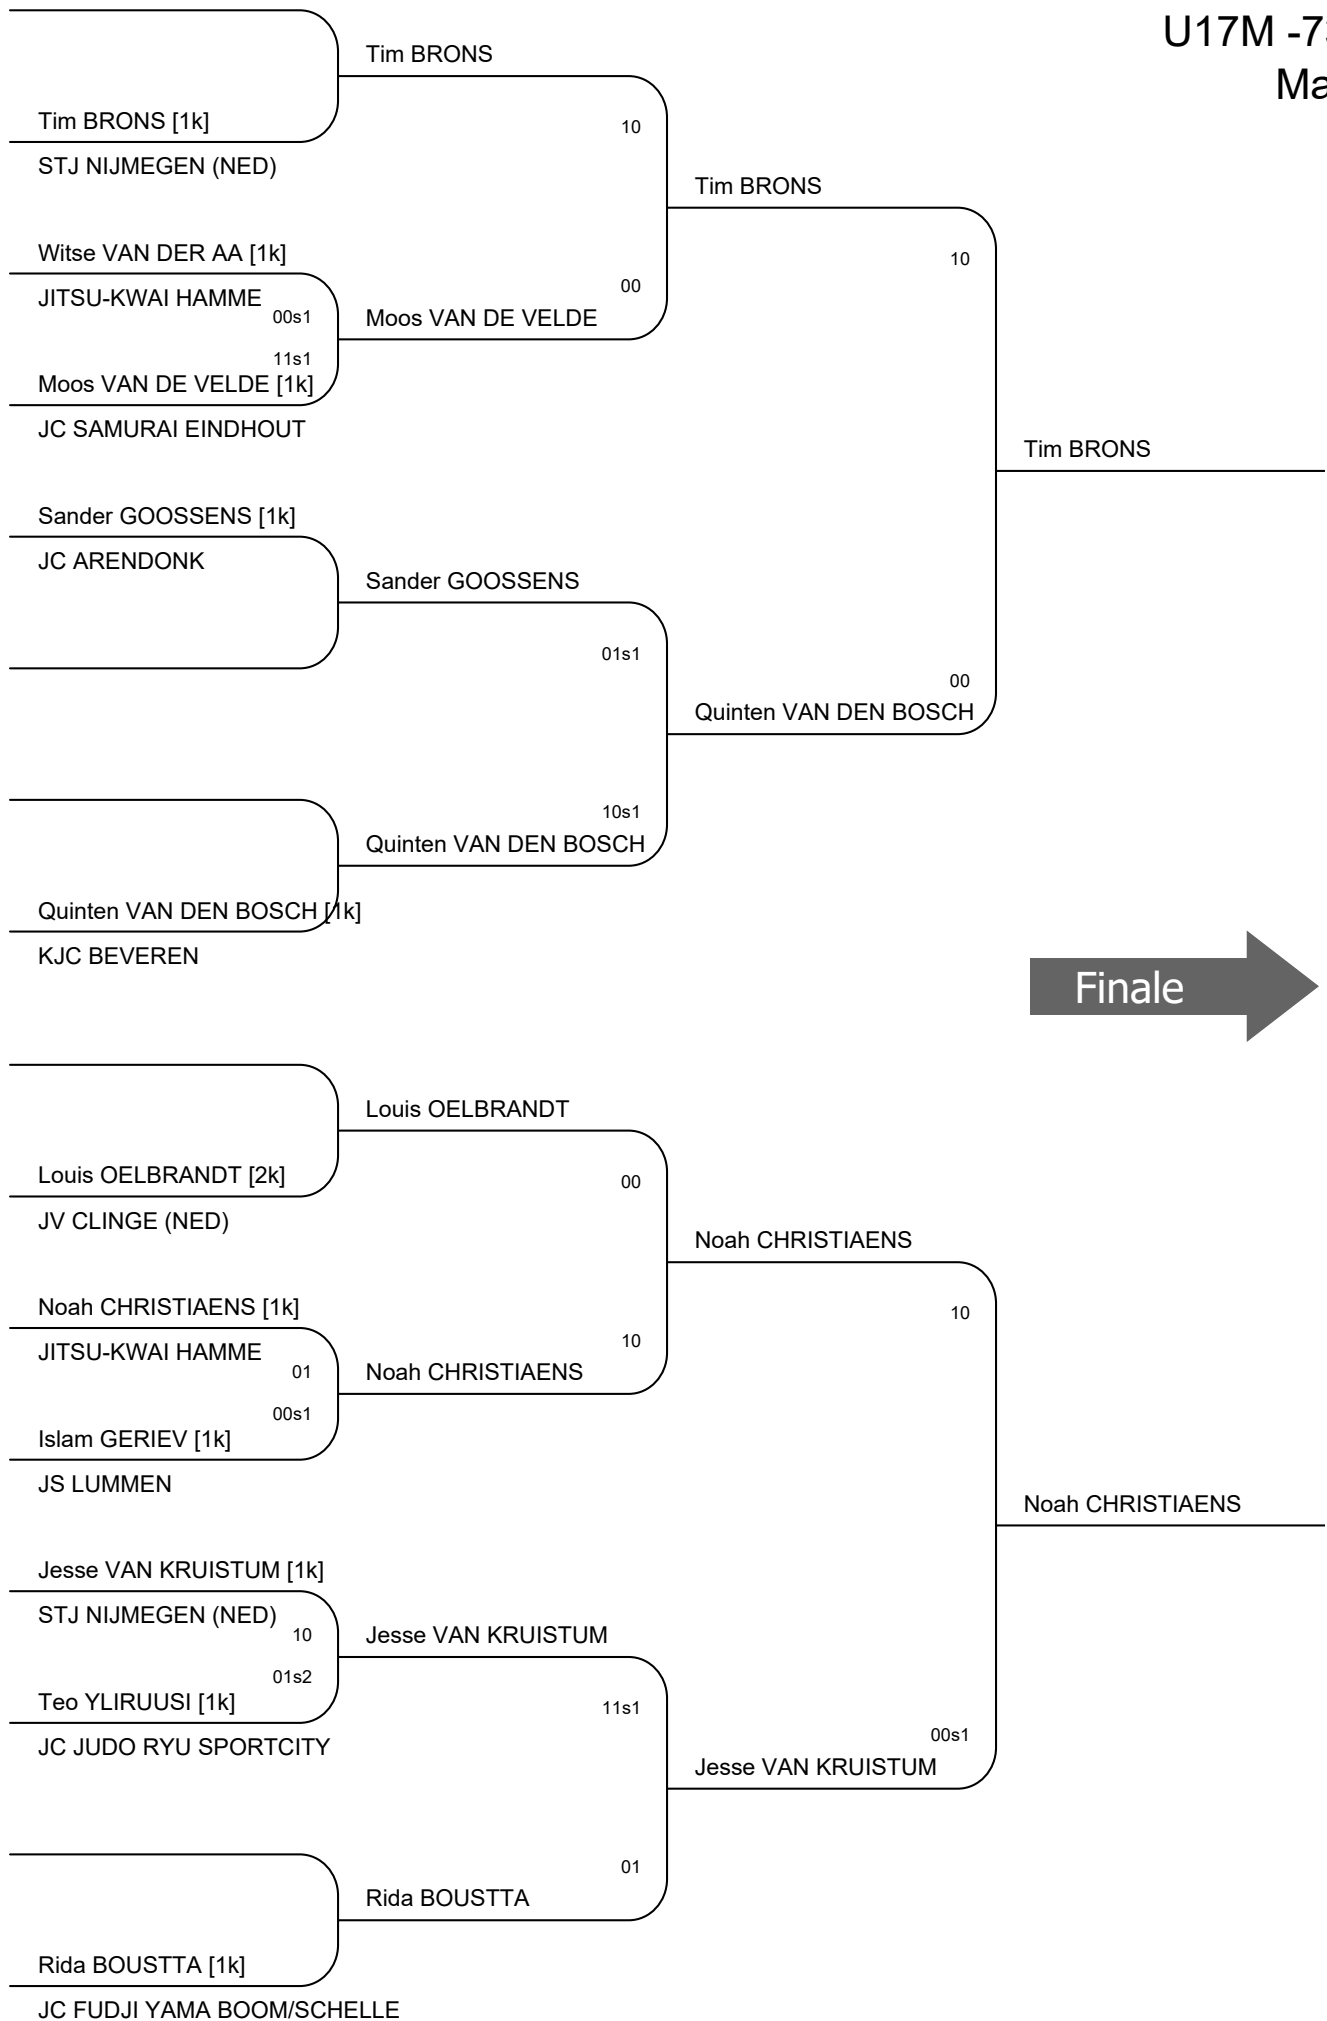 U17M -73
Ma
Tim BRONS
Tim BRONS [1k]
10
STJ NIJMEGEN (NED)
Tim BRONS
Witse VAN DER AA [1k]
10
JITSU-KWAI HAMME
00
00s1
Moos VAN DE VELDE
11s1
Moos VAN DE VELDE [1k]
JC SAMURAI EINDHOUT
Tim BRONS
Sander GOOSSENS [1k]
JC ARENDONK
Sander GOOSSENS
01s1
00
Quinten VAN DEN BOSCH
10s1
Quinten VAN DEN BOSCH
Quinten VAN DEN BOSCH [1k]
KJC BEVEREN
Finale
Louis OELBRANDT
Louis OELBRANDT [2k]
00
JV CLINGE (NED)
Noah CHRISTIAENS
Noah CHRISTIAENS [1k]
10
JITSU-KWAI HAMME
10
01
Noah CHRISTIAENS
00s1
Islam GERIEV [1k]
JS LUMMEN
Noah CHRISTIAENS
Jesse VAN KRUISTUM [1k]
STJ NIJMEGEN (NED)
10
Jesse VAN KRUISTUM
01s2
Teo YLIRUUSI [1k]
11s1
JC JUDO RYU SPORTCITY
00s1
Jesse VAN KRUISTUM
01
Rida BOUSTTA
Rida BOUSTTA [1k]
JC FUDJI YAMA BOOM/SCHELLE